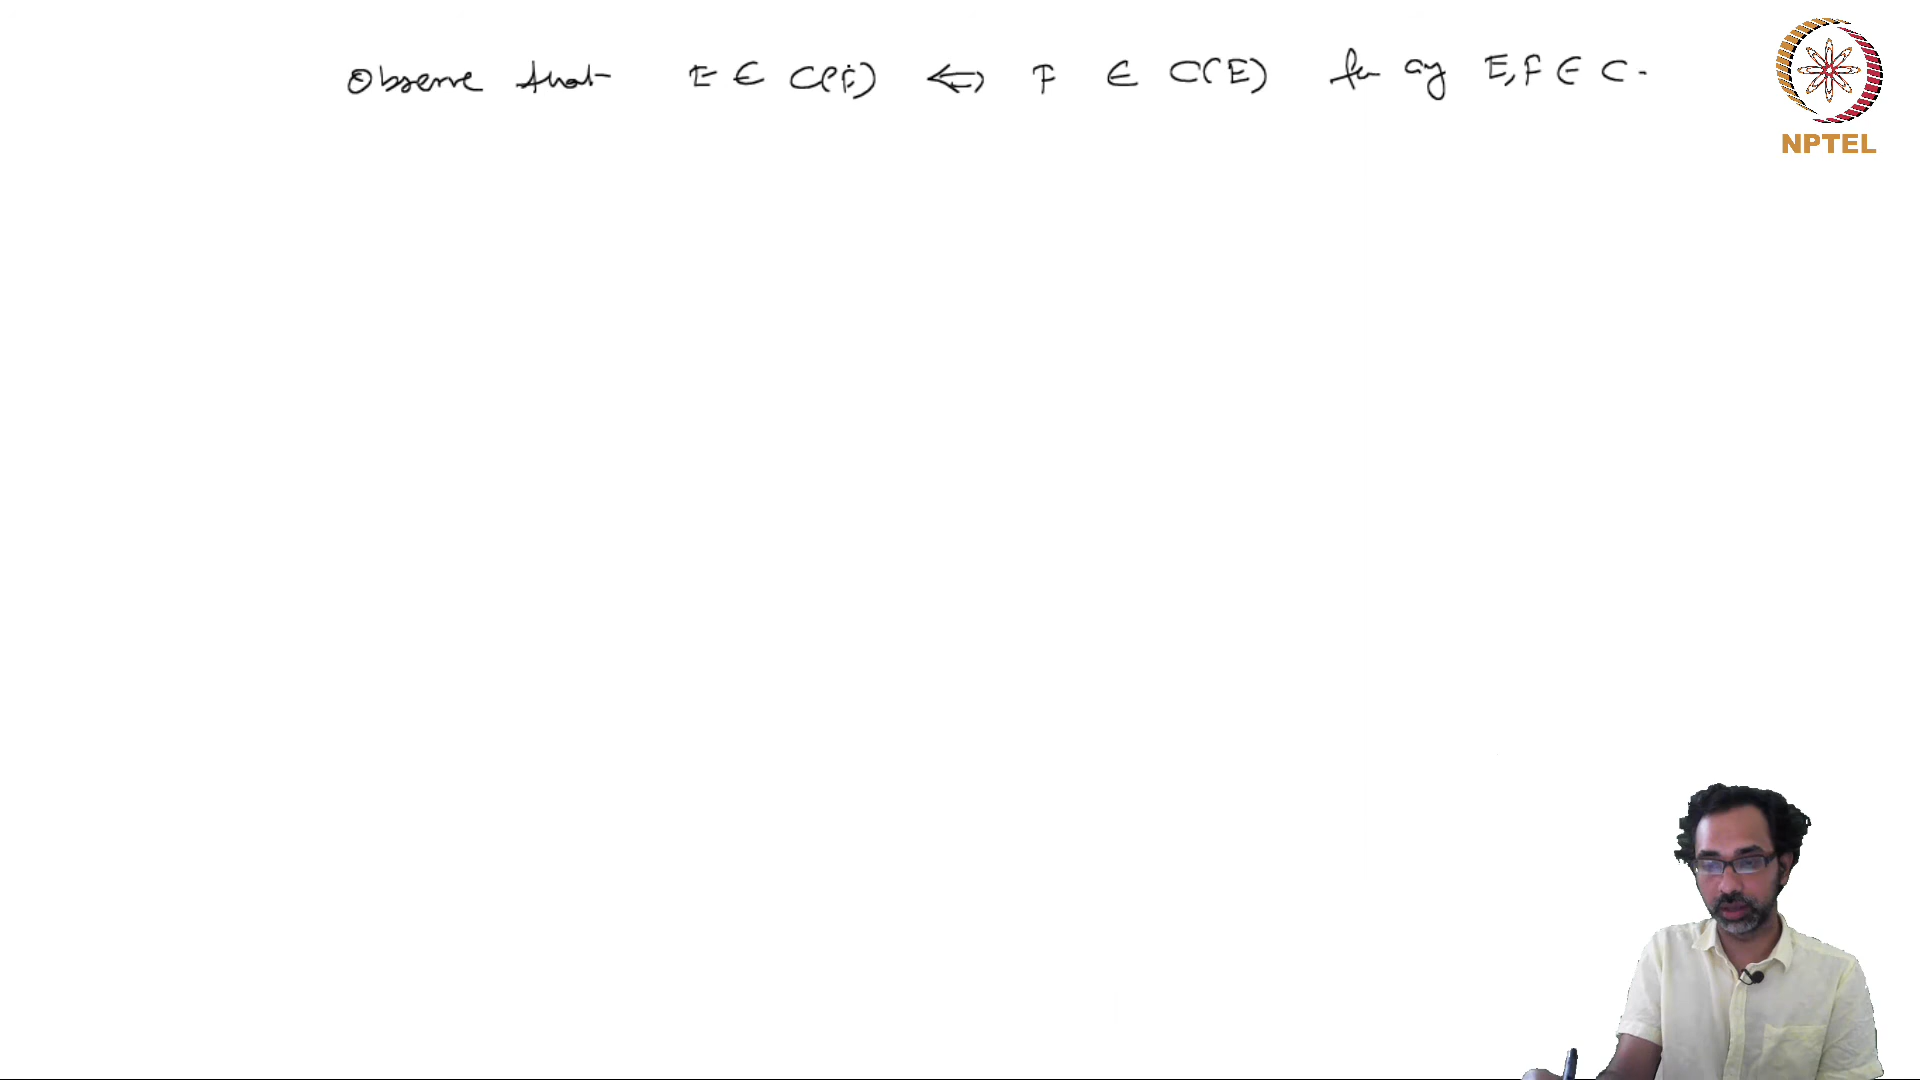 Observe that E ∈ C(F) ⟺ F ∈ C(E) for any E, F ∈ C.
NPTEL